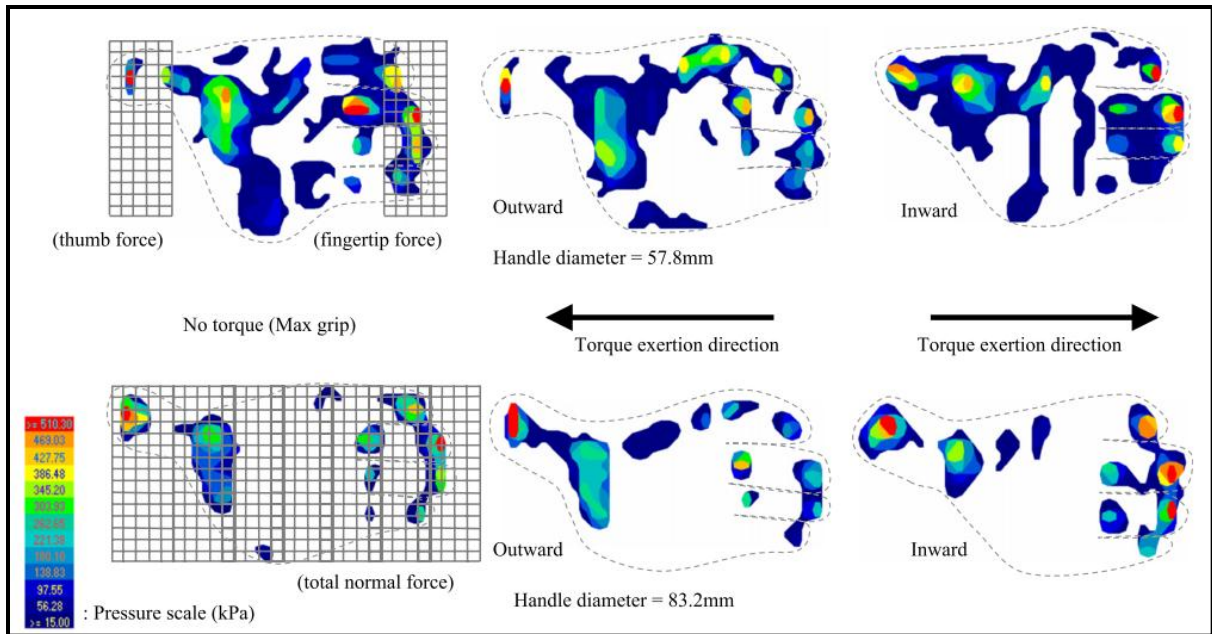 (thumb force)
(fingertip force)
Outward
Inward
Handle diameter = 57.8mm
No torque (Max grip)
Torque exertion direction
Torque exertion direction
>= 510.30
469.03
427.75
386.48
345.20
303.93
262.65
221.38
180.10
138.83
97.55
56.28
>= 15.00
: Pressure scale (kPa)
(total normal force)
Outward
Inward
Handle diameter = 83.2mm